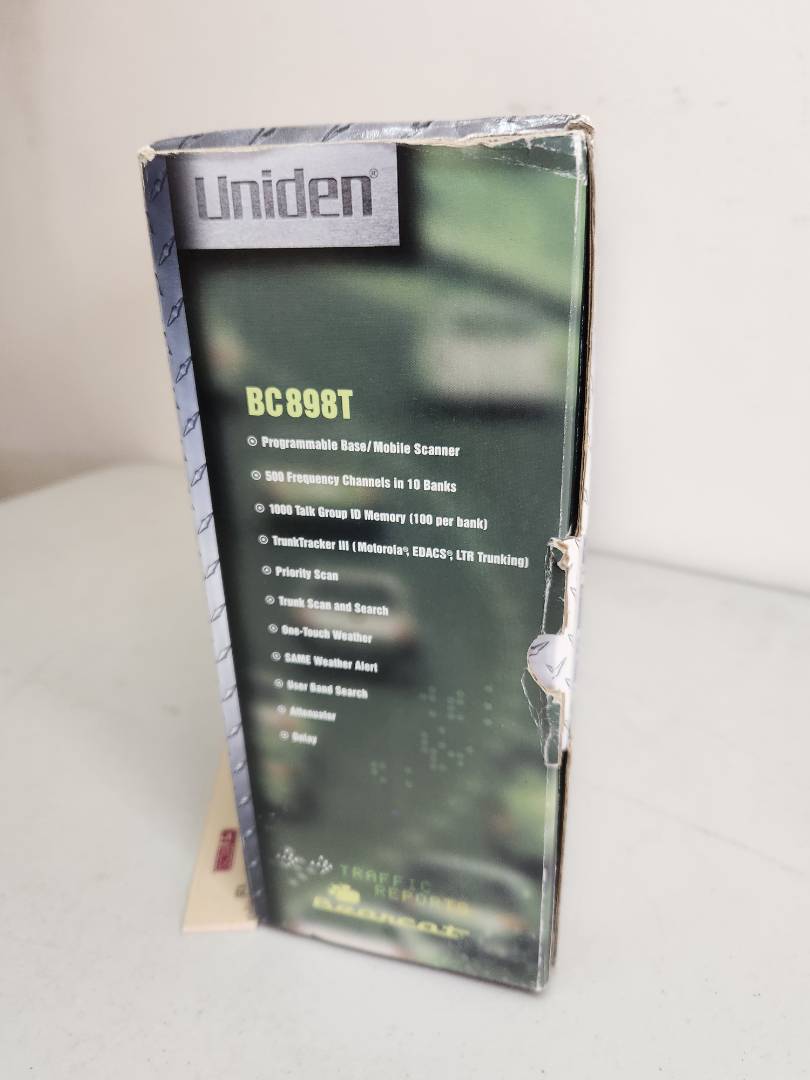 Uniden®
BC898T
Programmable Base/Mobile Scanner
500 Frequency Channels in 10 Banks
1000 Talk Group ID Memory (100 per bank)
TrunkTracker III (Motorola®, EDACS®, LTR Trunking)
Priority Scan
Trunk Scan and Search
One-Touch Weather
SAME Weather Alert
User Band Search
Attenuator
Delay
TRAFFIC
REPORTS
Bearcat